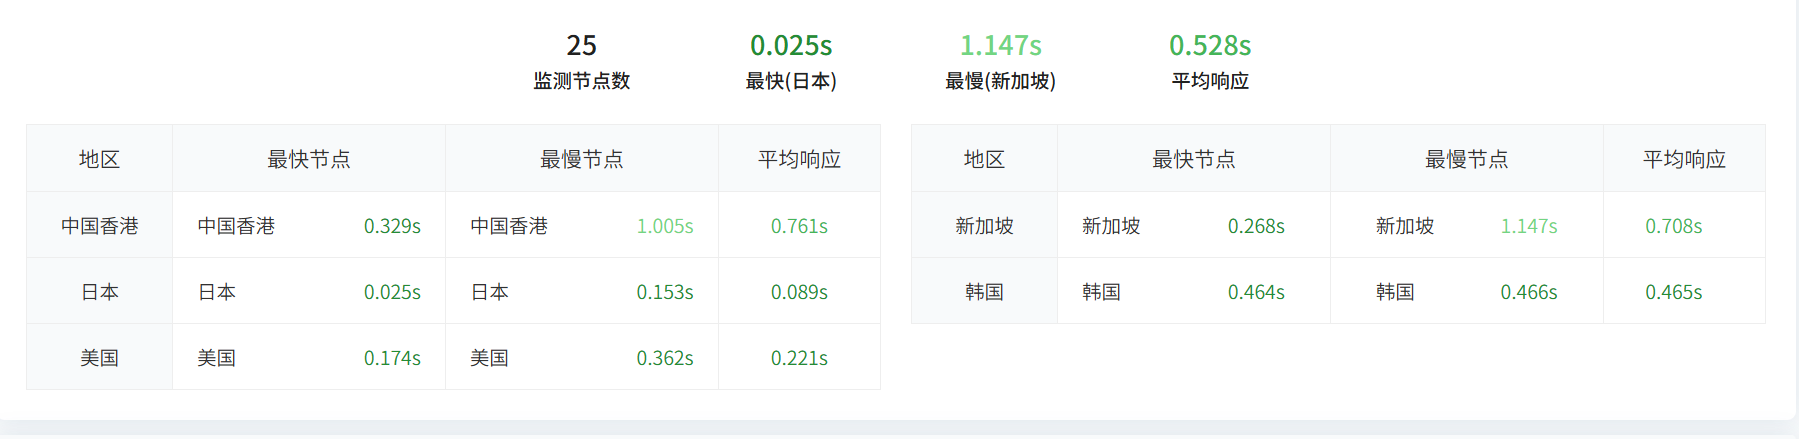 25 0.025s 1.147s 0.528s
监测节点数 最快(日本) 最慢(新加坡) 平均响应
地区 最快节点 最慢节点 平均响应
中国香港 中国香港 0.329s 中国香港 1.005s 0.761s
日本 日本 0.025s 日本 0.153s 0.089s
美国 美国 0.174s 美国 0.362s 0.221s
地区 最快节点 最慢节点 平均响应
新加坡 新加坡 0.268s 新加坡 1.147s 0.708s
韩国 韩国 0.464s 韩国 0.466s 0.465s